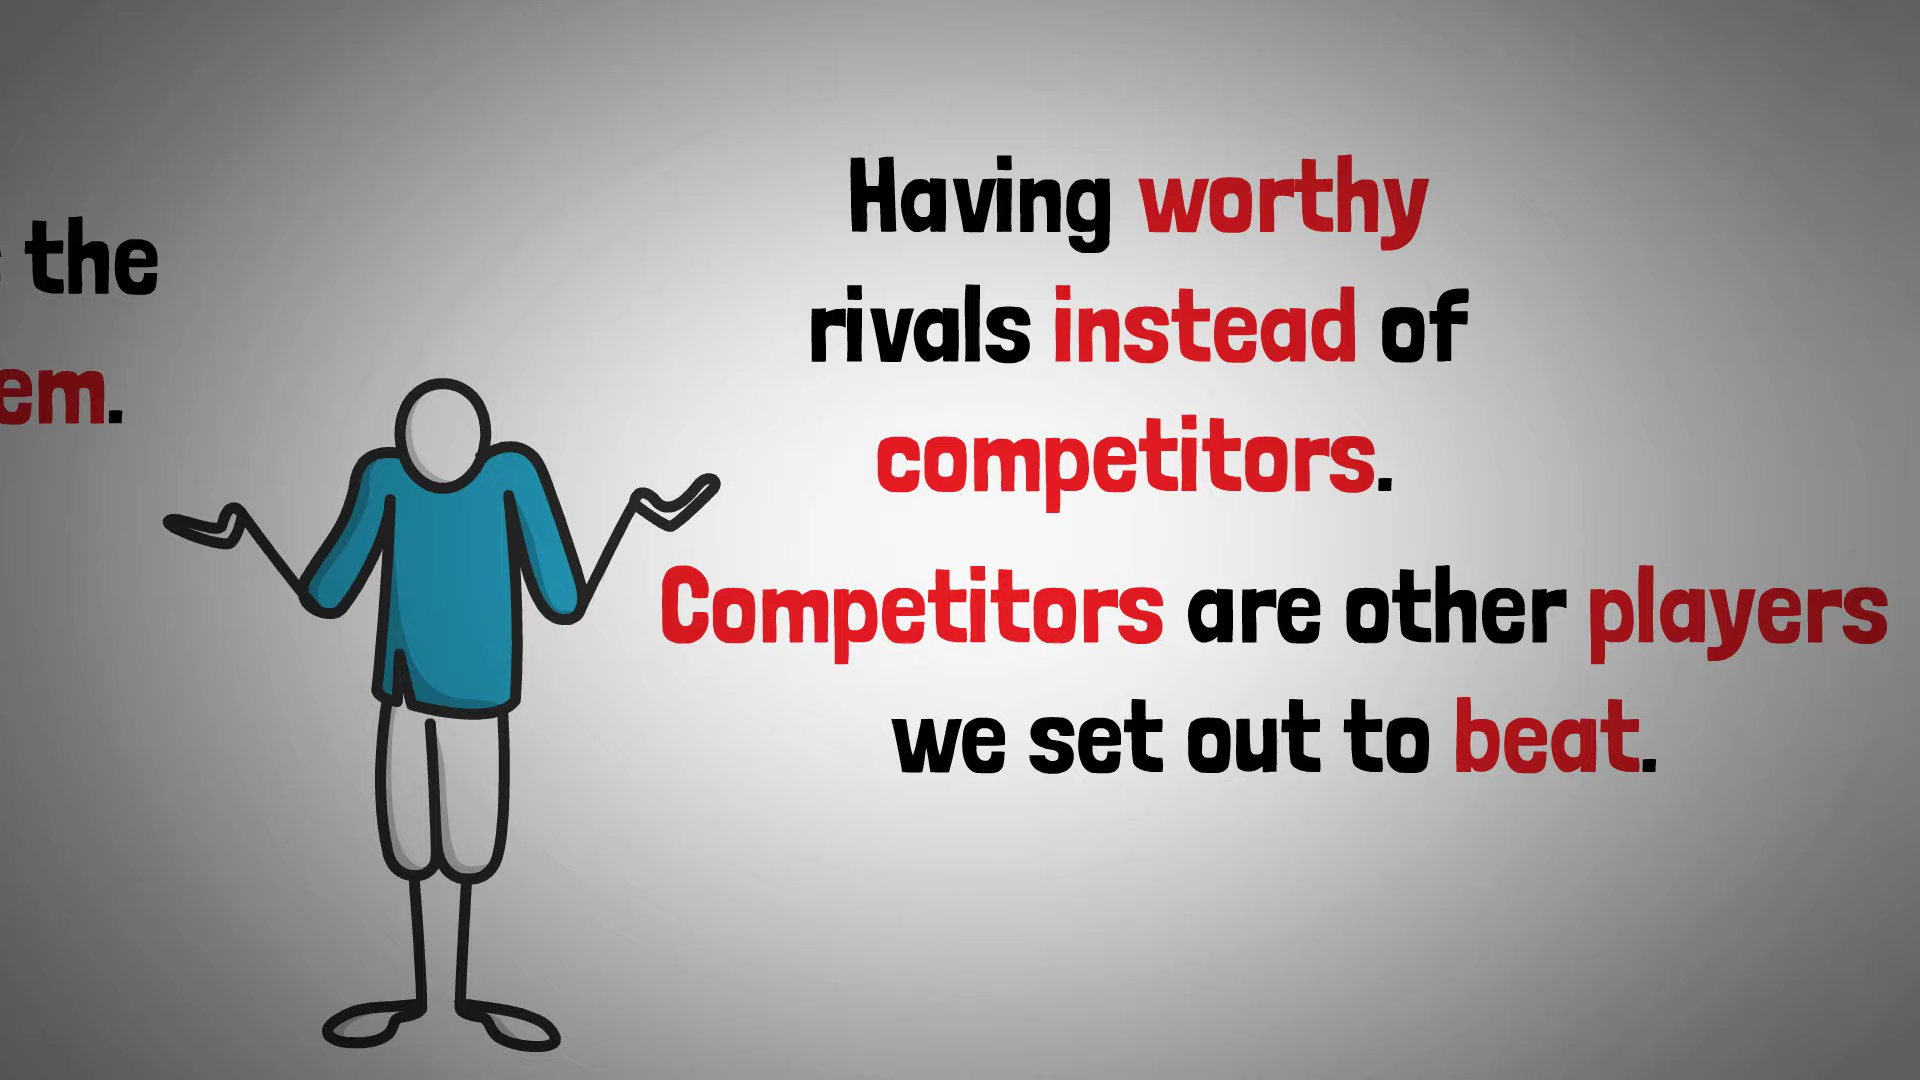 the
em.
Having worthy
rivals instead of
competitors.
Competitors are other players
we set out to beat.